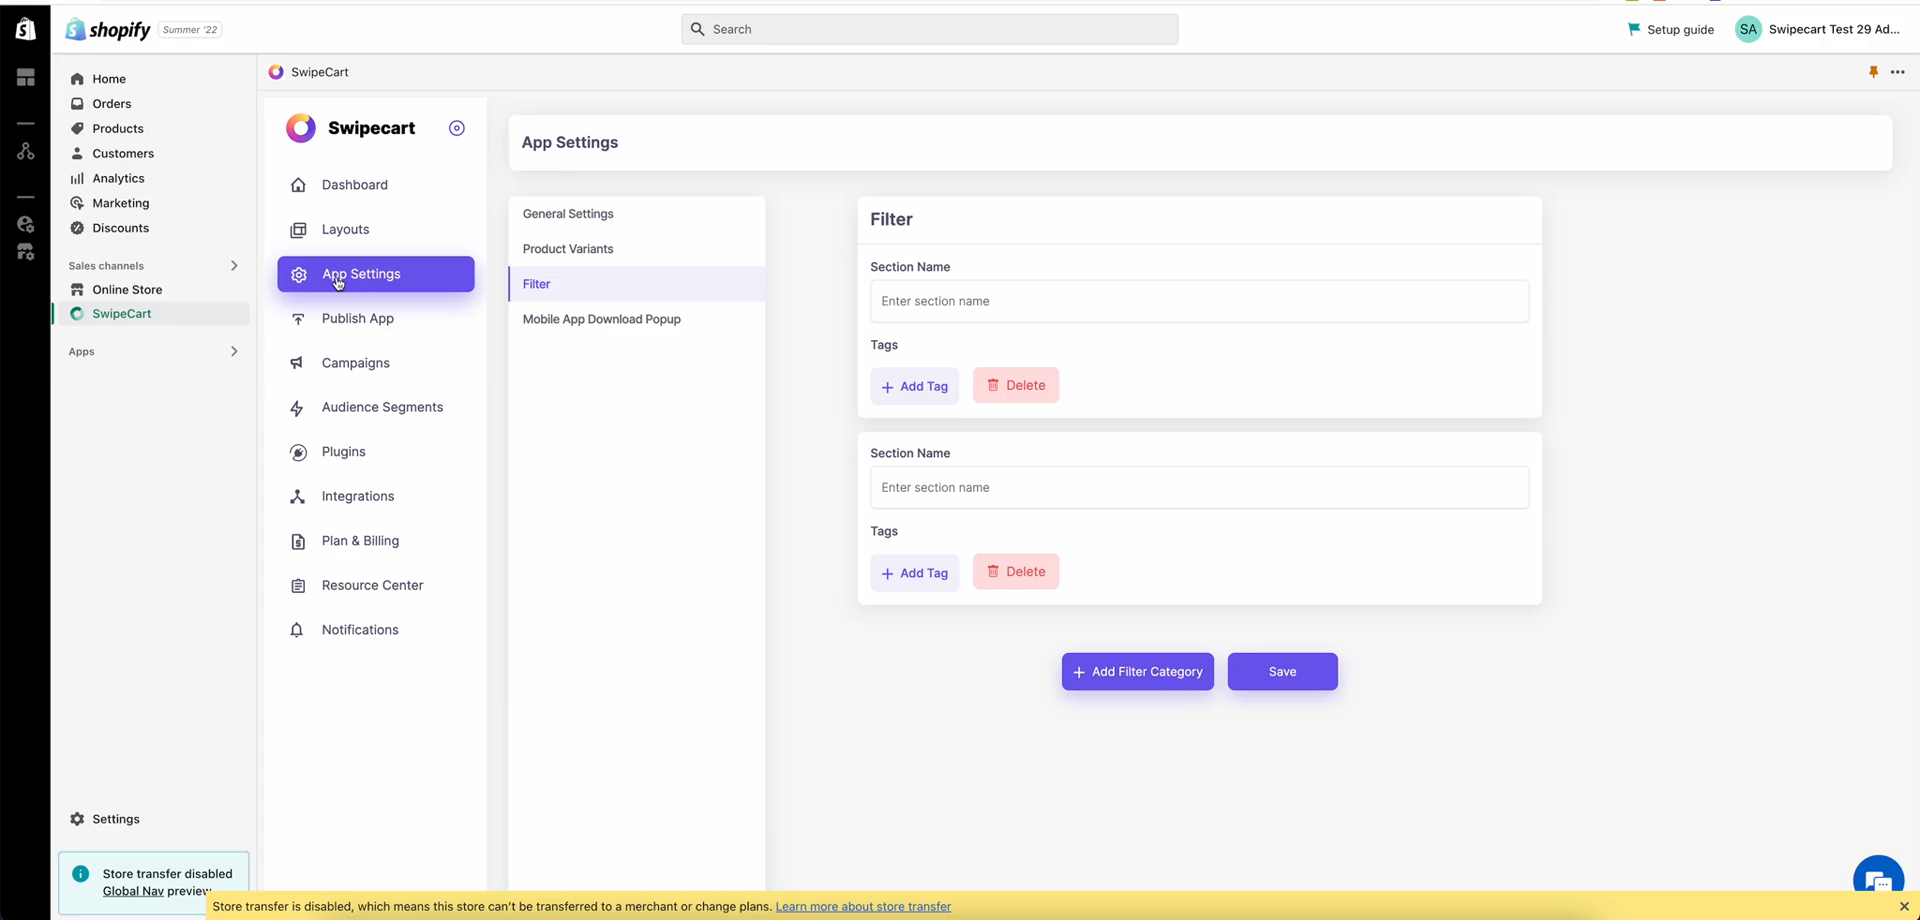 shopify
Summer '22
Search
Setup guide
SA
Swipecart Test 29 Ad...
Home
Orders
Products
Customers
Analytics
Marketing
Discounts
Sales channels
Online Store
SwipeCart
Apps
Settings
Store transfer disabled
Global Nav preview
SwipeCart
Swipecart
Dashboard
Layouts
App Settings
Publish App
Campaigns
Audience Segments
Plugins
Integrations
Plan & Billing
Resource Center
Notifications
App Settings
General Settings
Product Variants
Filter
Mobile App Download Popup
Filter
Section Name
Enter section name
Tags
+ Add Tag
Delete
Section Name
Enter section name
Tags
+ Add Tag
Delete
+ Add Filter Category
Save
Store transfer is disabled, which means this store can't be transferred to a merchant or change plans. Learn more about store transfer